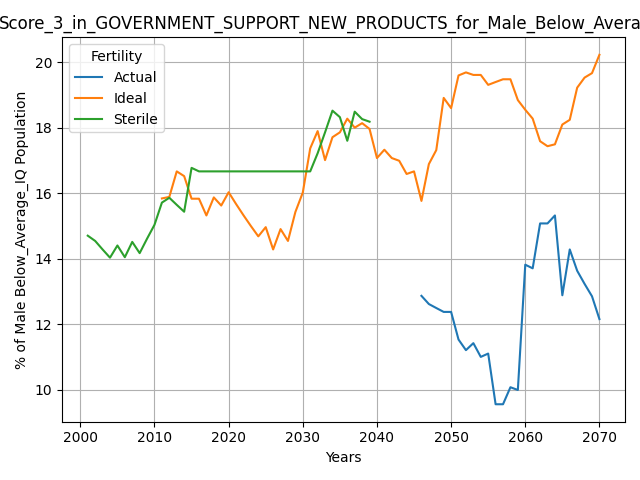 Score_3_in_GOVERNMENT_SUPPORT_NEW_PRODUCTS_for_Male_Below_Avera
Fertility
Actual
Ideal
Sterile
% of Male Below_Average_IQ Population
20
18
16
14
12
10
2000 2010 2020 2030 2040 2050 2060 2070
Years